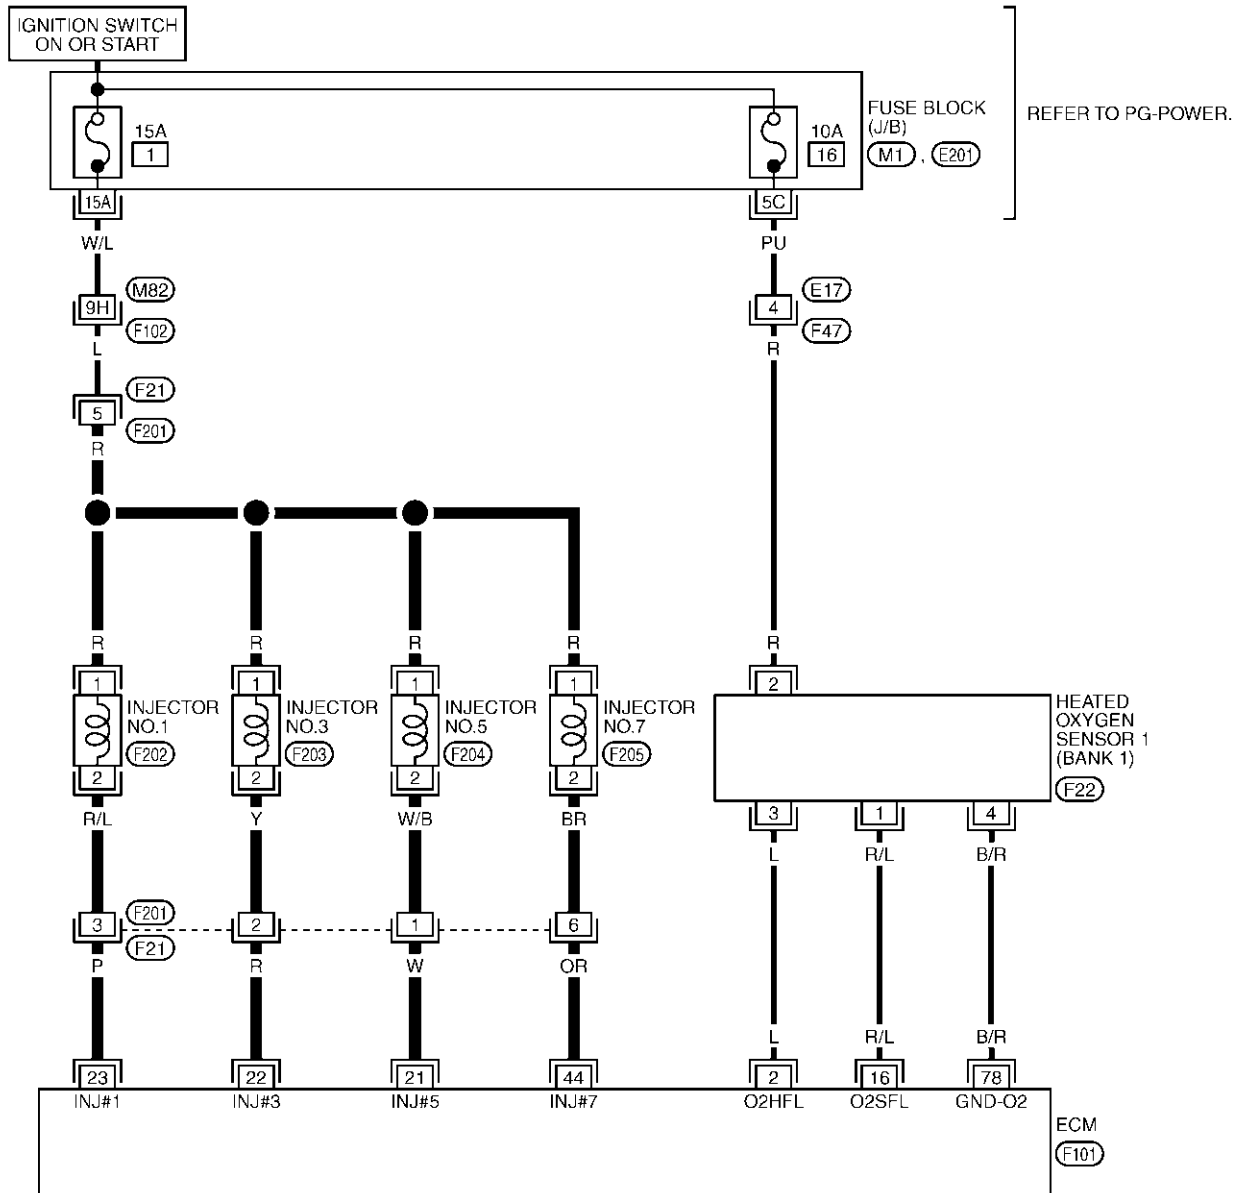 IGNITION SWITCH
ON OR START
FUSE BLOCK
(J/B)
M1 , E201
REFER TO PG-POWER.
15A
1
10A
16
15A
5C
W/L
PU
9H
M82
F102
4
E17
F47
L
R
5
F21
F201
R
R
R
R
R
R
1
1
1
1
2
INJECTOR
NO.1
F202
INJECTOR
NO.3
F203
INJECTOR
NO.5
F204
INJECTOR
NO.7
F205
HEATED
OXYGEN
SENSOR 1
(BANK 1)
F22
2
2
2
2
3
1
4
R/L
Y
W/B
BR
L
R/L
B/R
3
F201
F21
2
1
6
P
R
W
OR
L
R/L
B/R
23
22
21
44
2
16
78
INJ#1
INJ#3
INJ#5
INJ#7
O2HFL
O2SFL
GND-O2
ECM
F101